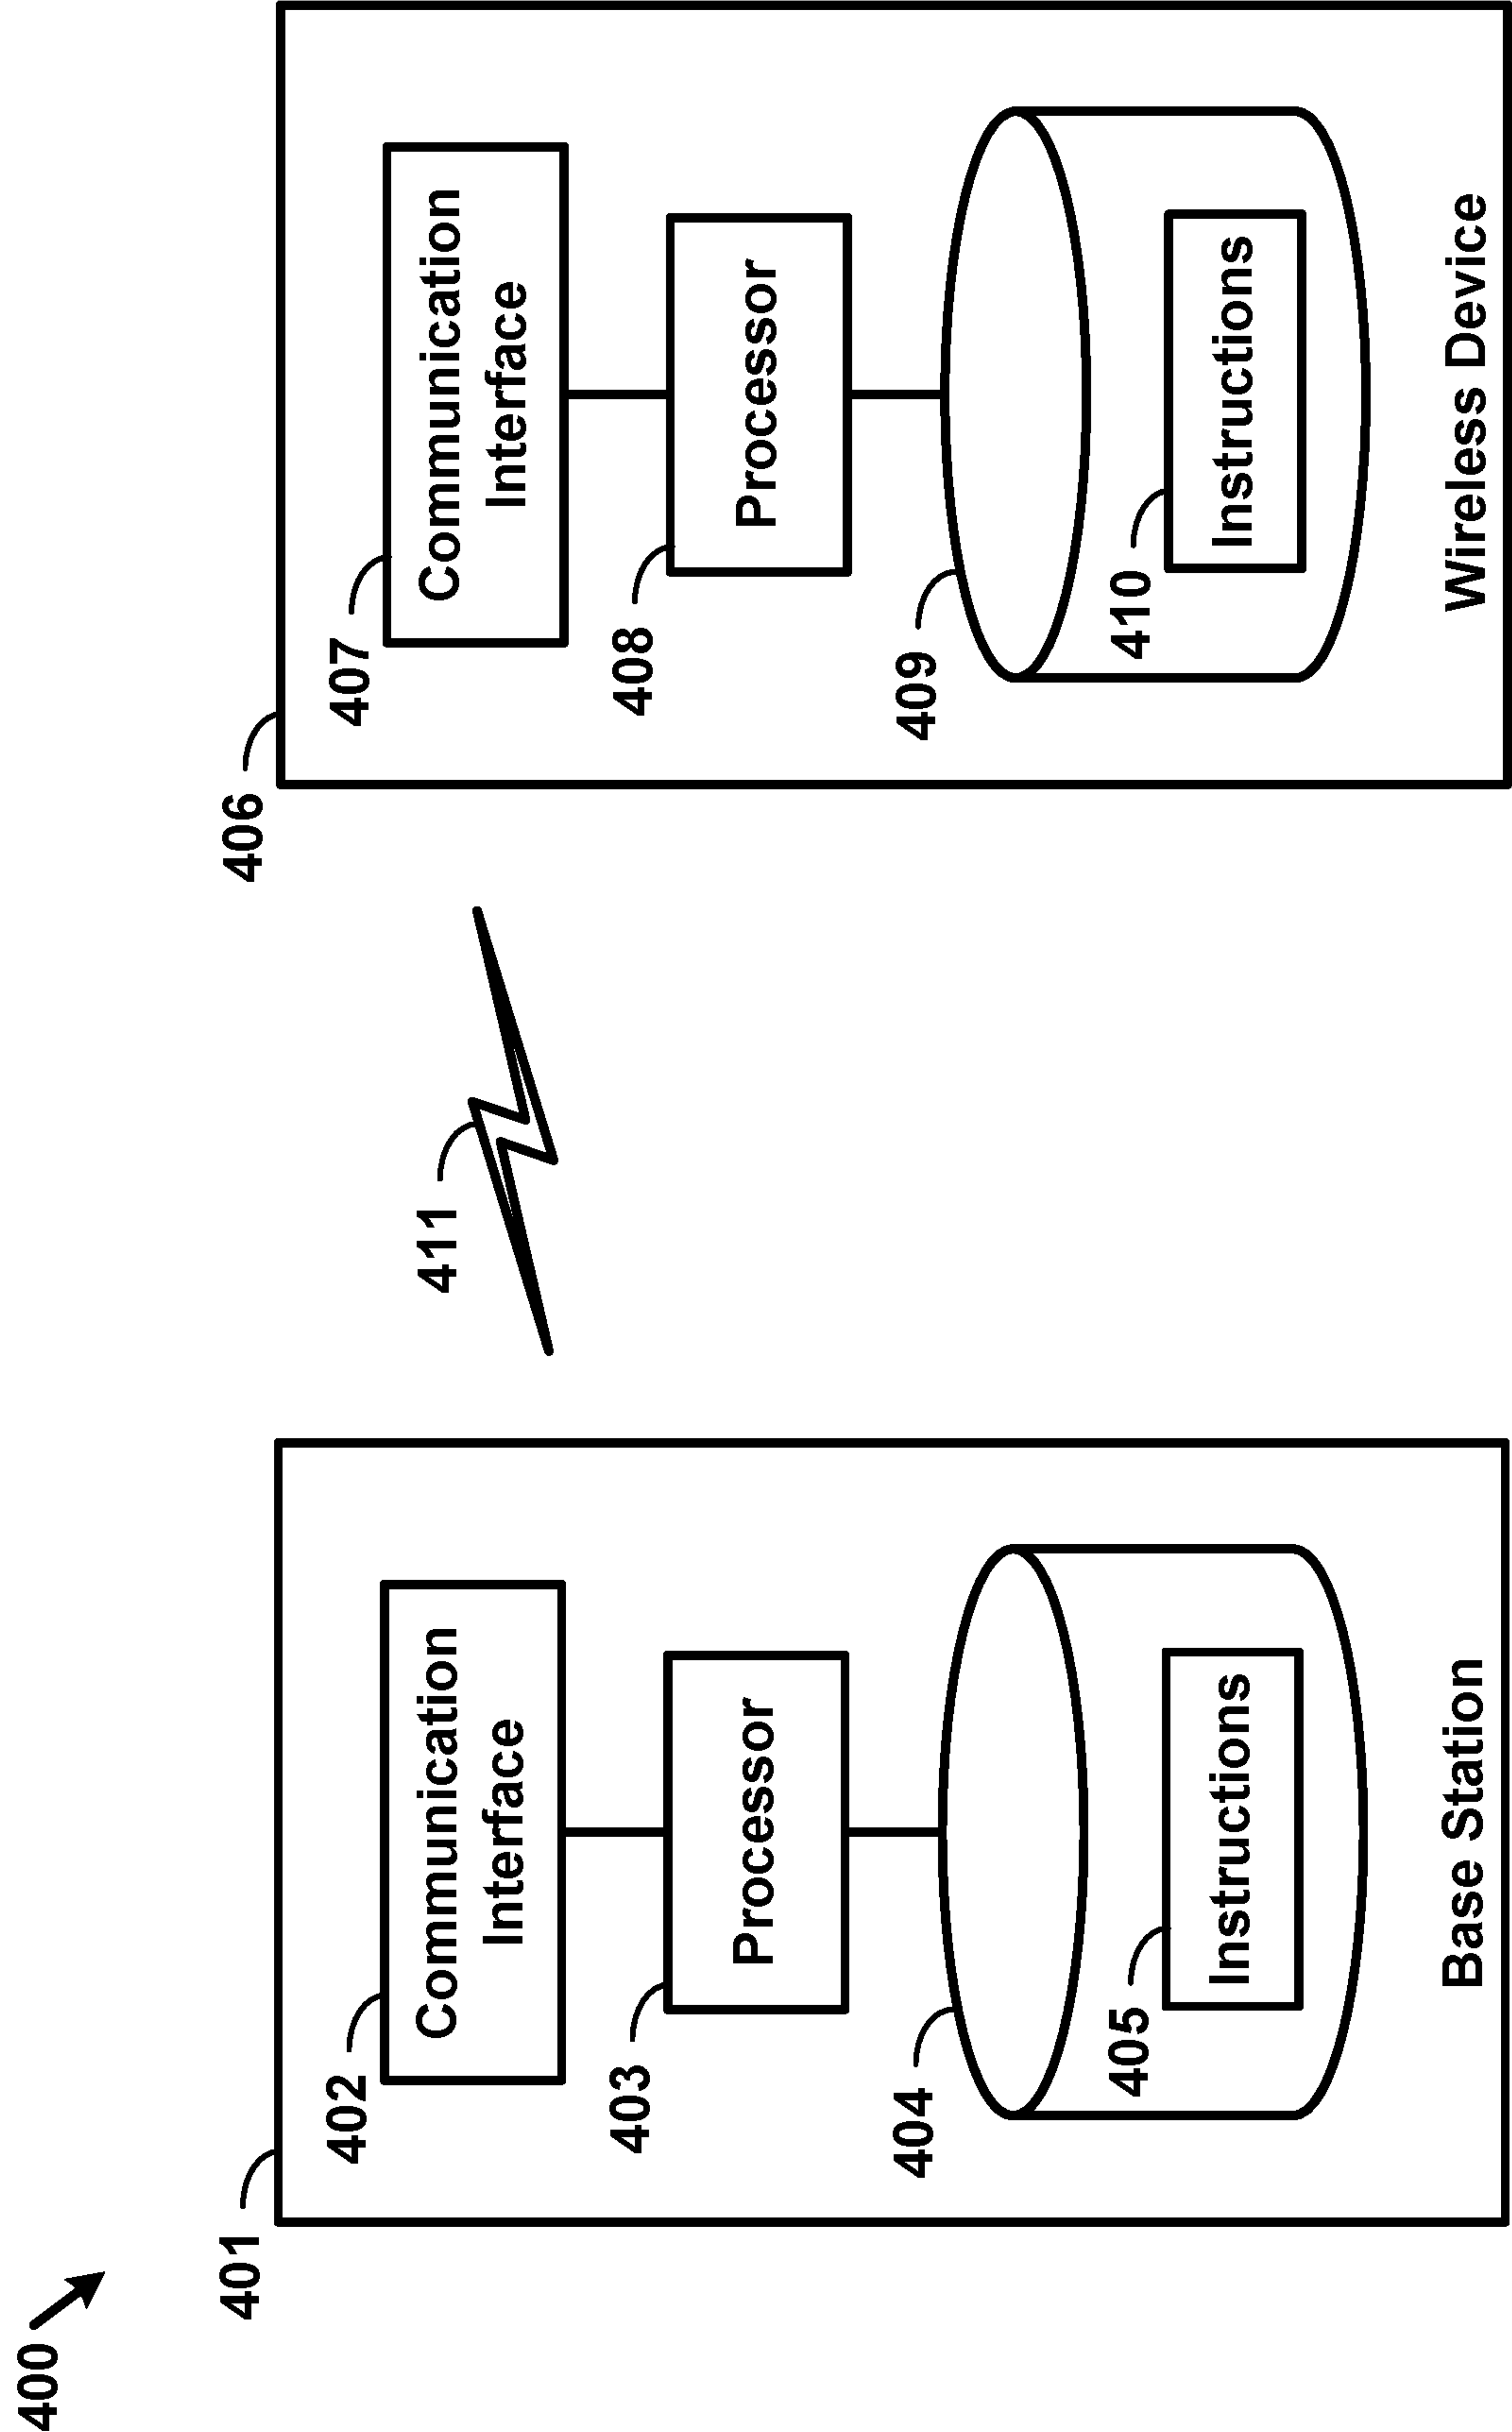 400
401
402
Communication
Interface
403
Processor
404
405
Instructions
Base Station
411
406
407
Communication
Interface
408
Processor
409
410
Instructions
Wireless Device